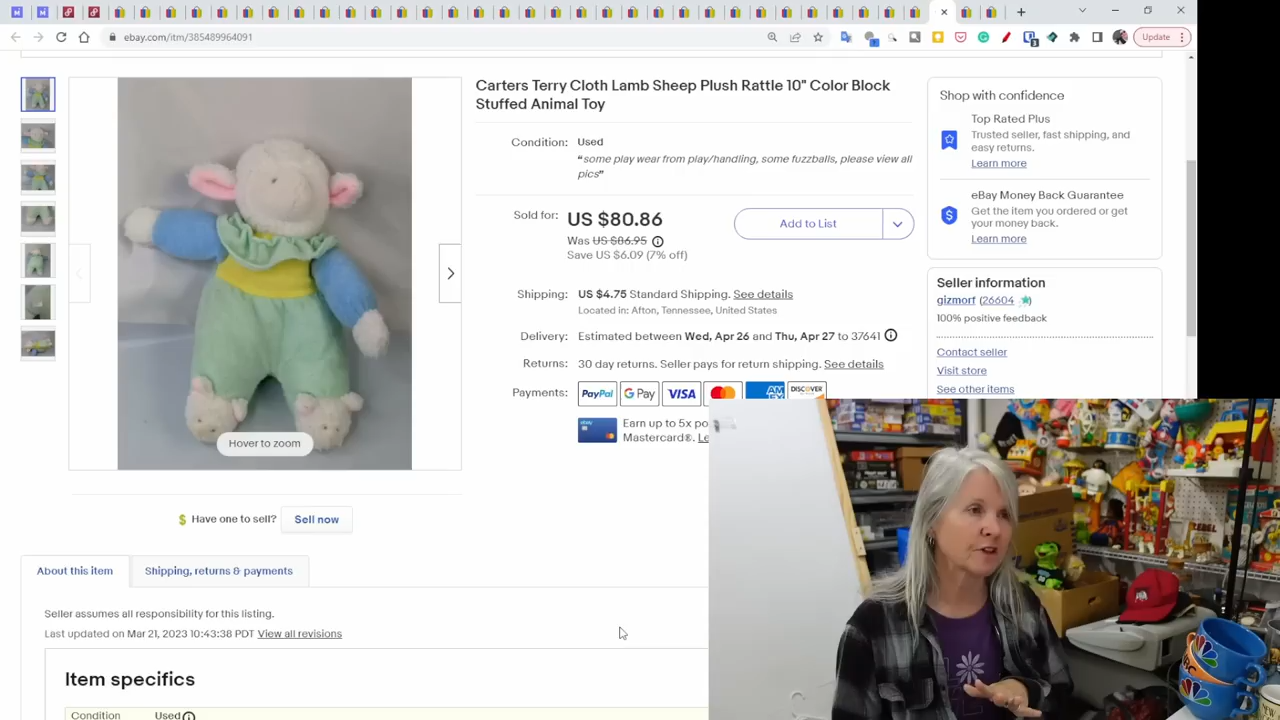 Update
ebay.com/itm/385489964091
Carters Terry Cloth Lamb Sheep Plush Rattle 10" Color Block
Stuffed Animal Toy
Condition: Used
“some play wear from play/handling, some fuzzballs, please view all
pics”
Sold for: US $80.86
Was US $86.95
Save US $6.09 (7% off)
Add to List
Shipping: US $4.75 Standard Shipping. See details
Located in: Afton, Tennessee, United States
Delivery: Estimated between Wed, Apr 26 and Thu, Apr 27 to 37641
Returns: 30 day returns. Seller pays for return shipping. See details
Payments: PayPal G Pay VISA DISCOVER
Earn up to 5x po
Mastercard®. Le
Hover to zoom
Have one to sell? Sell now
Shop with confidence
Top Rated Plus
Trusted seller, fast shipping, and
easy returns.
Learn more
eBay Money Back Guarantee
Get the item you ordered or get
your money back.
Learn more
Seller information
gizmorf (26604
100% positive feedback
Contact seller
Visit store
See other items
About this item
Shipping, returns & payments
Seller assumes all responsibility for this listing.
Last updated on Mar 21, 2023 10:43:38 PDT View all revisions
Item specifics
Condition Used